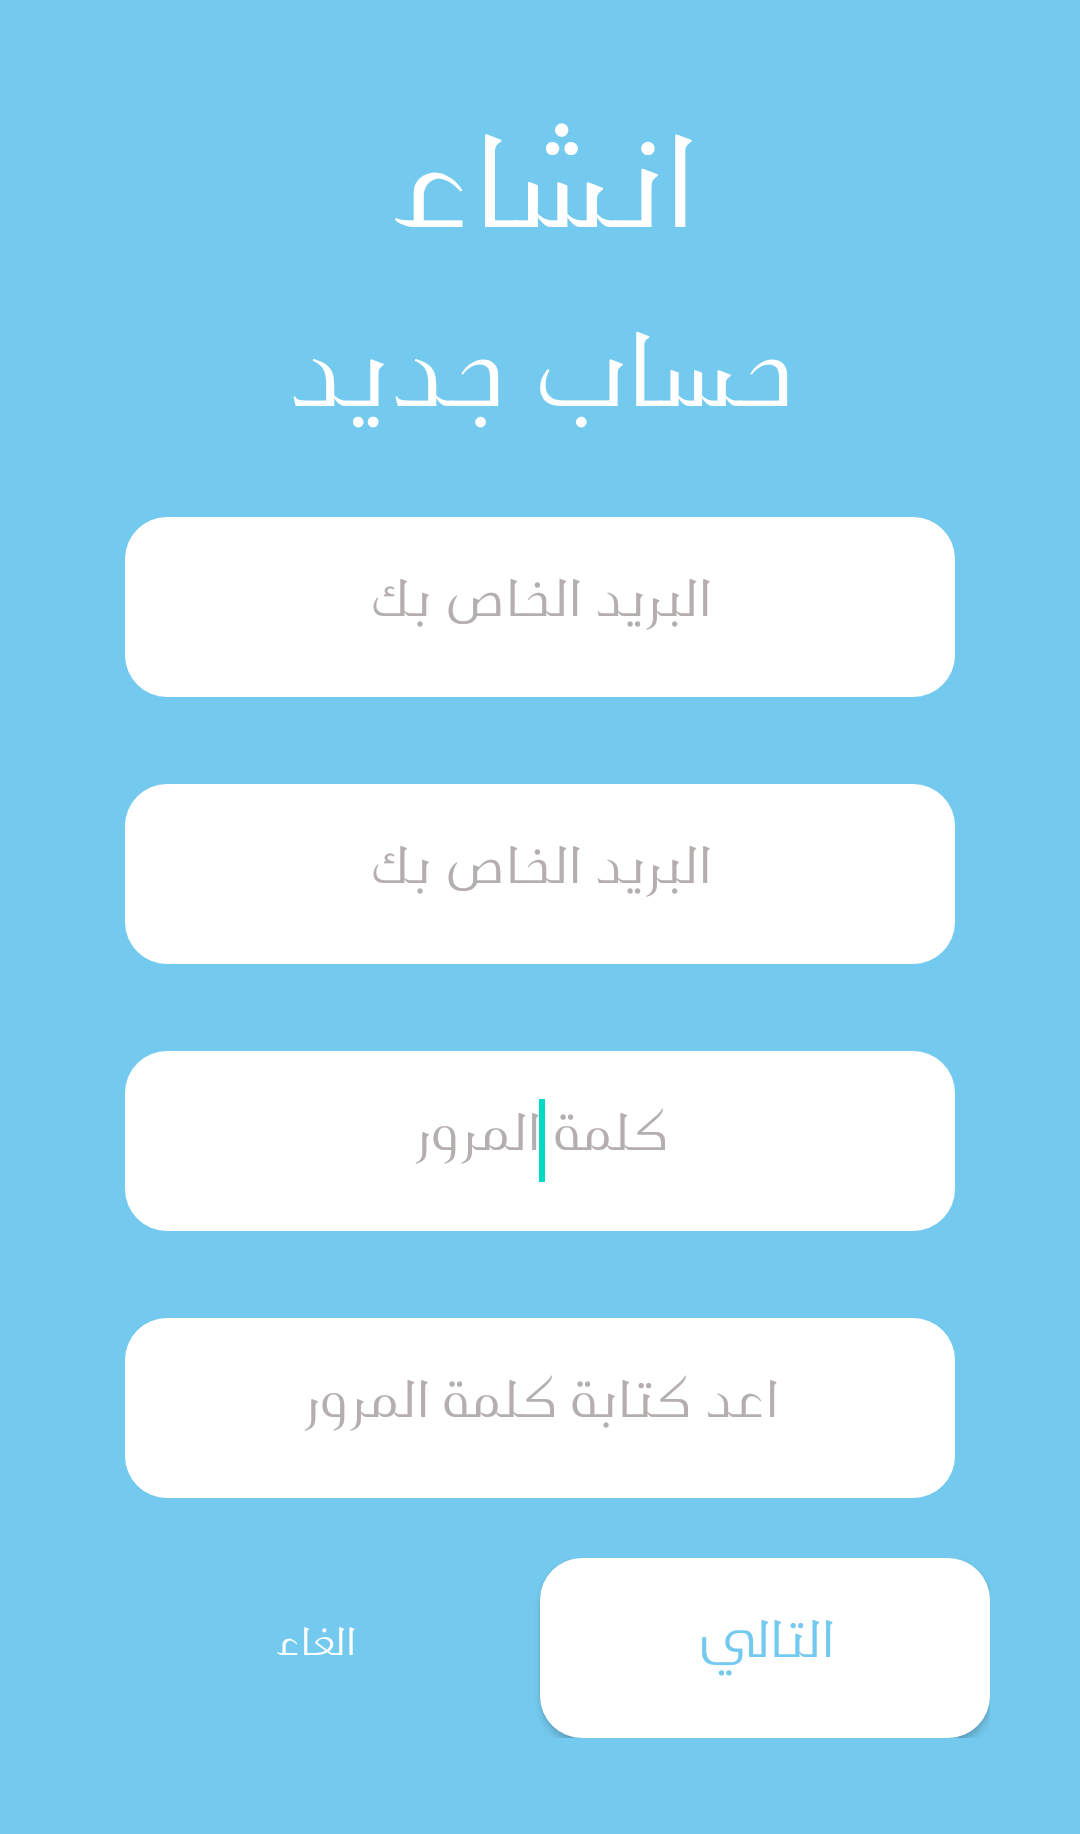 انشاء
حساب جديد
البريد الخاص بك
البريد الخاص بك
كلمة المرور
اعد كتابة كلمة المرور
التالي
الغاء